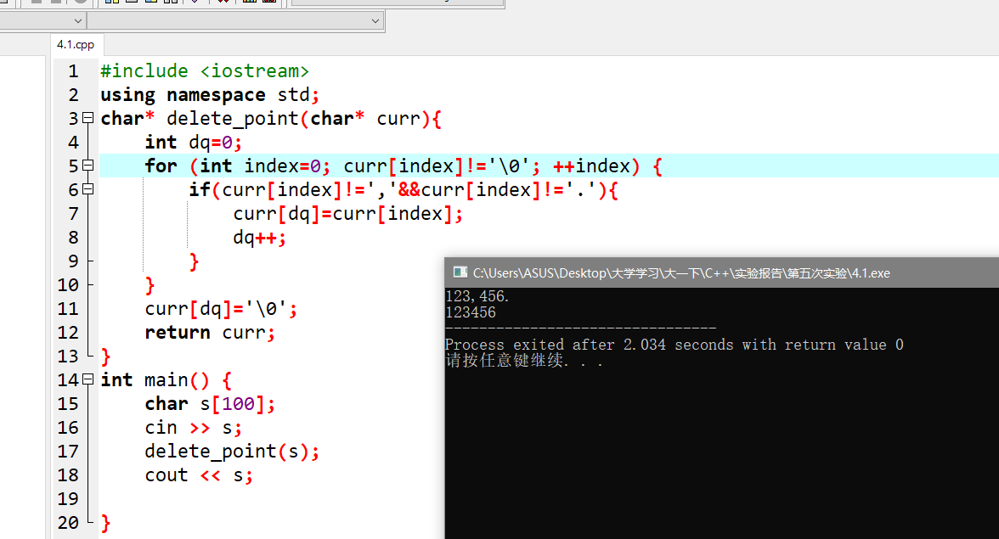 4.1.cpp
1 #include <iostream>
2 using namespace std;
3 char* delete_point(char* curr){
4     int dq=0;
5     for (int index=0; curr[index]!='\0'; ++index) {
6         if(curr[index]!=','&&curr[index]!='.'){
7             curr[dq]=curr[index];
8             dq++;
9         }
10     }
11     curr[dq]='\0';
12     return curr;
13 }
14 int main() {
15     char s[100];
16     cin >> s;
17     delete_point(s);
18     cout << s;
19
20 }
C:\Users\ASUS\Desktop\大学学习\大一下\C++\实验报告\第五次实验\4.1.exe
123,456.
123456
--------------------------------
Process exited after 2.034 seconds with return value 0
请按任意键继续. . .